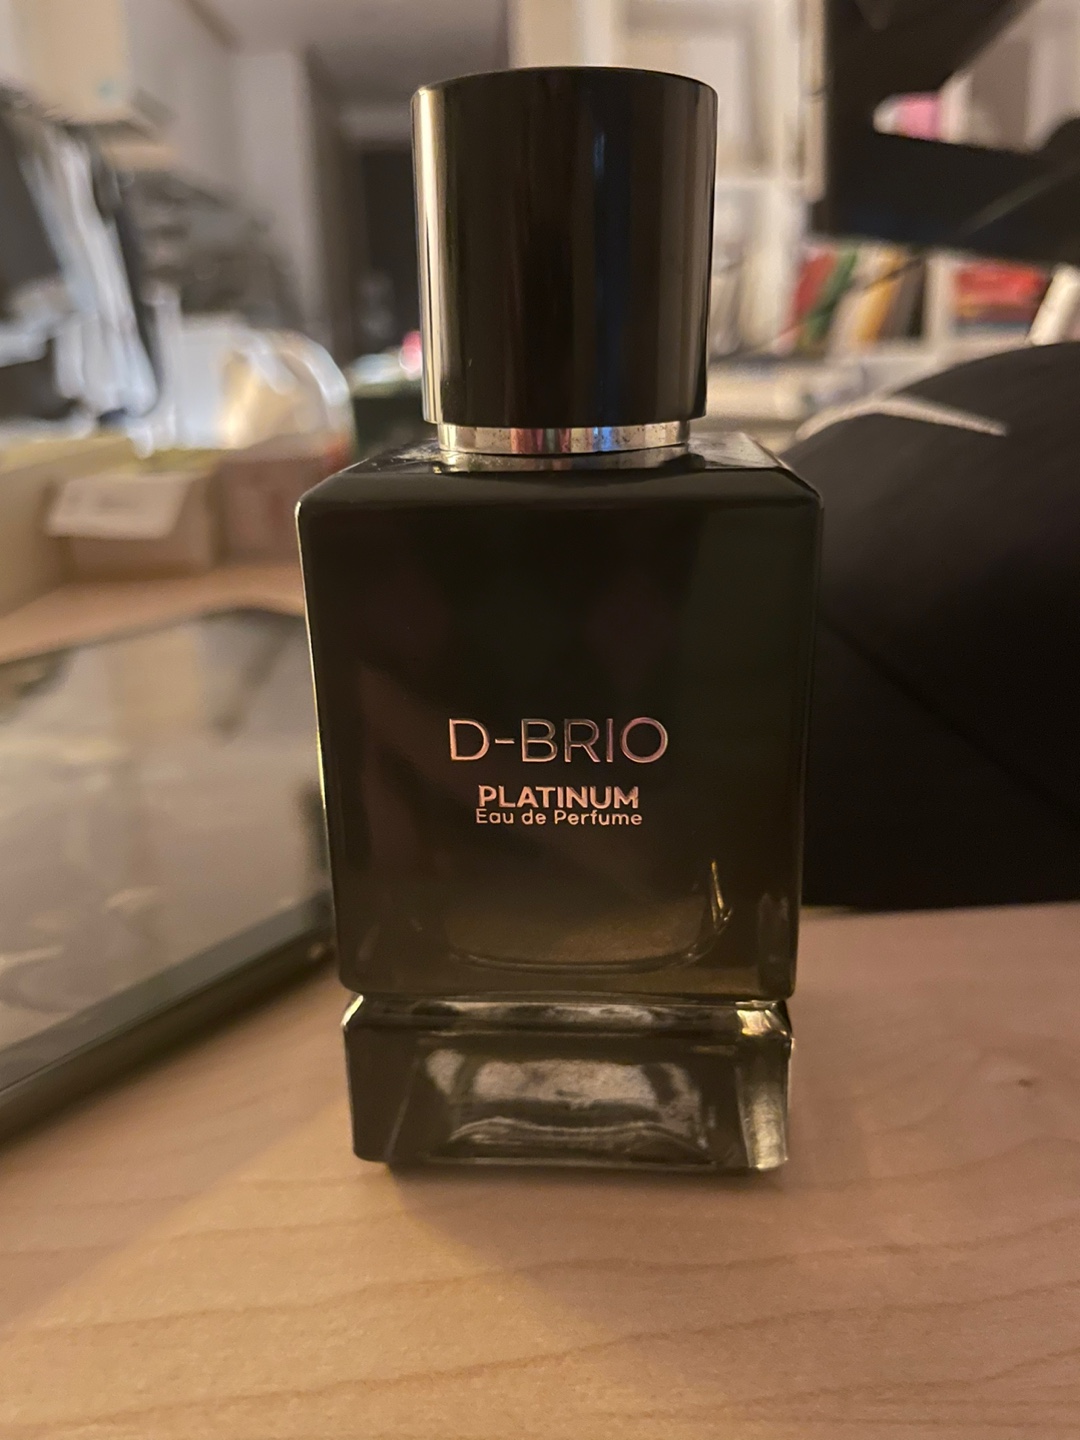 D-BRIO
PLATINUM
Eau de Perfume